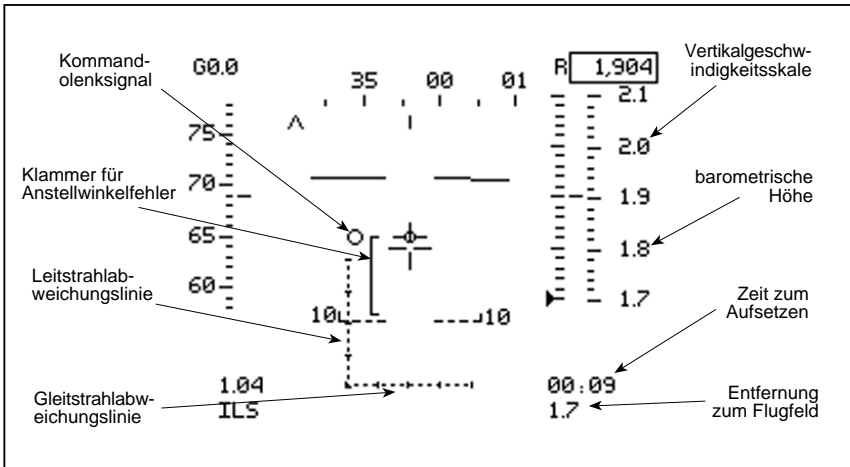 Kommand-
olenksignal
G0.0
35 00 01
R 1,904
Vertikalgeschw-
indigkeitsskale
2.1
75
2.0
Klammer für
Anstellwinkelfehler
70
1.9
barometrische
Höhe
65
1.8
Leitstrahlab-
weichungslinie
60
1.7
10 10
Zeit zum
Aufsetzen
Gleitstrahlabw-
eichungslinie
1.04
ILS
00:09
1.7
Entfernung
zum Flugfeld